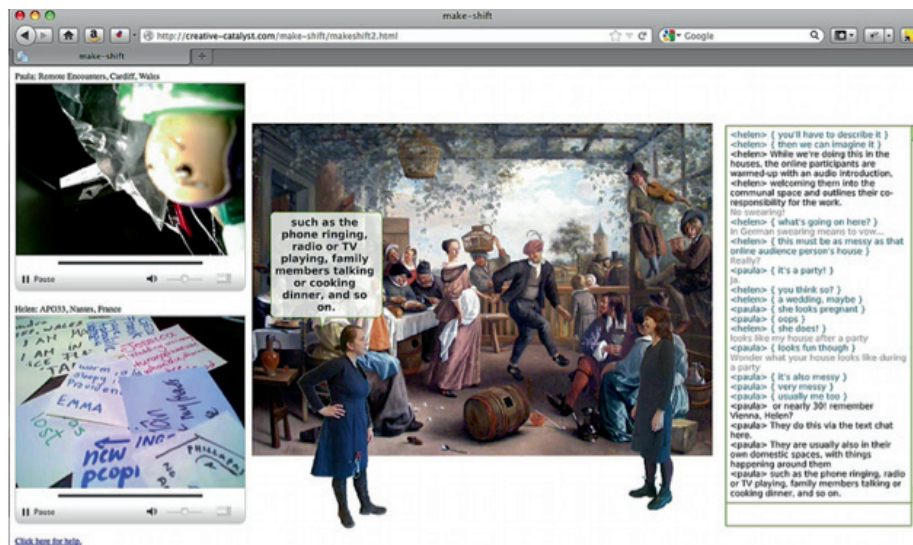 make-shift
http://creative-catalyst.com/make-shift/makeshift2.html
Google
make-shift
Paula: Remote Encounters, Cardiff, Wales
Pause
Helen: APO33, Nantes, France
I AM HA
I AM IN
EMMA
lost
new
peopl
Pause
Click here for help.
such as the
phone ringing,
radio or TV
playing, family
members talking
or cooking
dinner, and so
on.
<helen> { you'll have to describe it }
<helen> { then we can imagine it }
<helen> While we're doing this in the
houses, the online participants are
warmed-up with an audio introduction,
<helen> welcoming them into the
communal space and outlines their co-
responsibility for the work.
No swearing!
<helen> { what's going on here? }
In German swearing means to vow...
<helen> { this must be as messy as that
online audience person's house }
Really?
<paula> { it's a party! }
Ja.
<helen> { you think so? }
<helen> { a wedding, maybe }
<paula> { she looks pregnant }
<paula> { oops }
<helen> { she does! }
looks like my house after a party
<paula> { looks fun though }
Wonder what your house looks like during
a party
<paula> { it's also messy }
<paula> { very messy }
<paula> { usually me too }
<paula> or nearly 30! remember
Vienna, Helen?
<paula> They do this via the text chat
here.
<paula> They are usually also in their
own domestic spaces, with things
happening around them
<paula> such as the phone ringing, radio
or TV playing, family members talking or
cooking dinner, and so on.